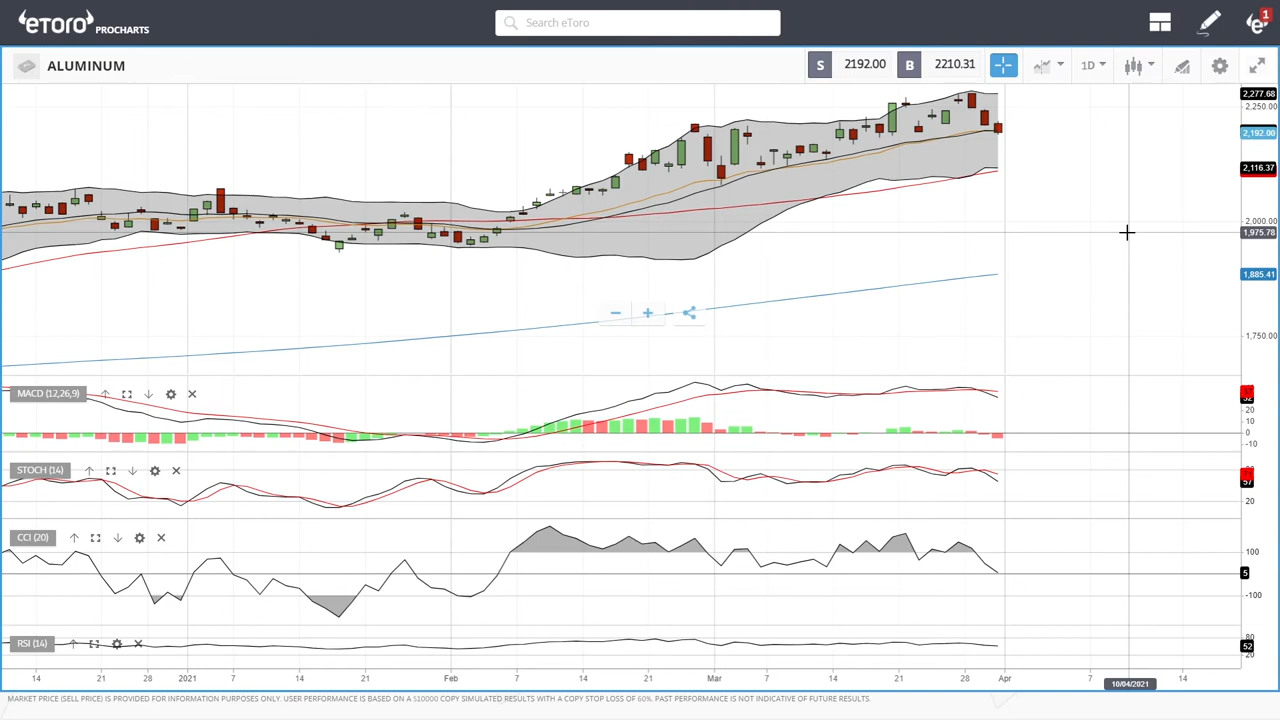 eToro PROCHARTS
Search eToro
1
ALUMINUM
S 2192.00 B 2210.31
1D
2,277.68
2,250.00
2,192.00
2,116.37
2,000.00
1,975.78
1,885.41
1,750.00
MACD (12,26,9)
20
10
0
-10
STOCH (14)
57
20
CCI (20)
100
5
-100
RSI (14)
80
52
20
14 21 28 2021 7 14 21 Feb 7 14 21 Mar 7 14 21 28 Apr 7 10/04/2021 14
MARKET PRICE (SELL PRICE) IS PROVIDED FOR INFORMATION PURPOSES ONLY. USER PERFORMANCE IS BASED ON A $10000 COPY SIMULATED RESULTS WITH A COPY STOP LOSS OF 60%. PAST PERFORMANCE IS NOT INDICATIVE OF FUTURE RESULTS.